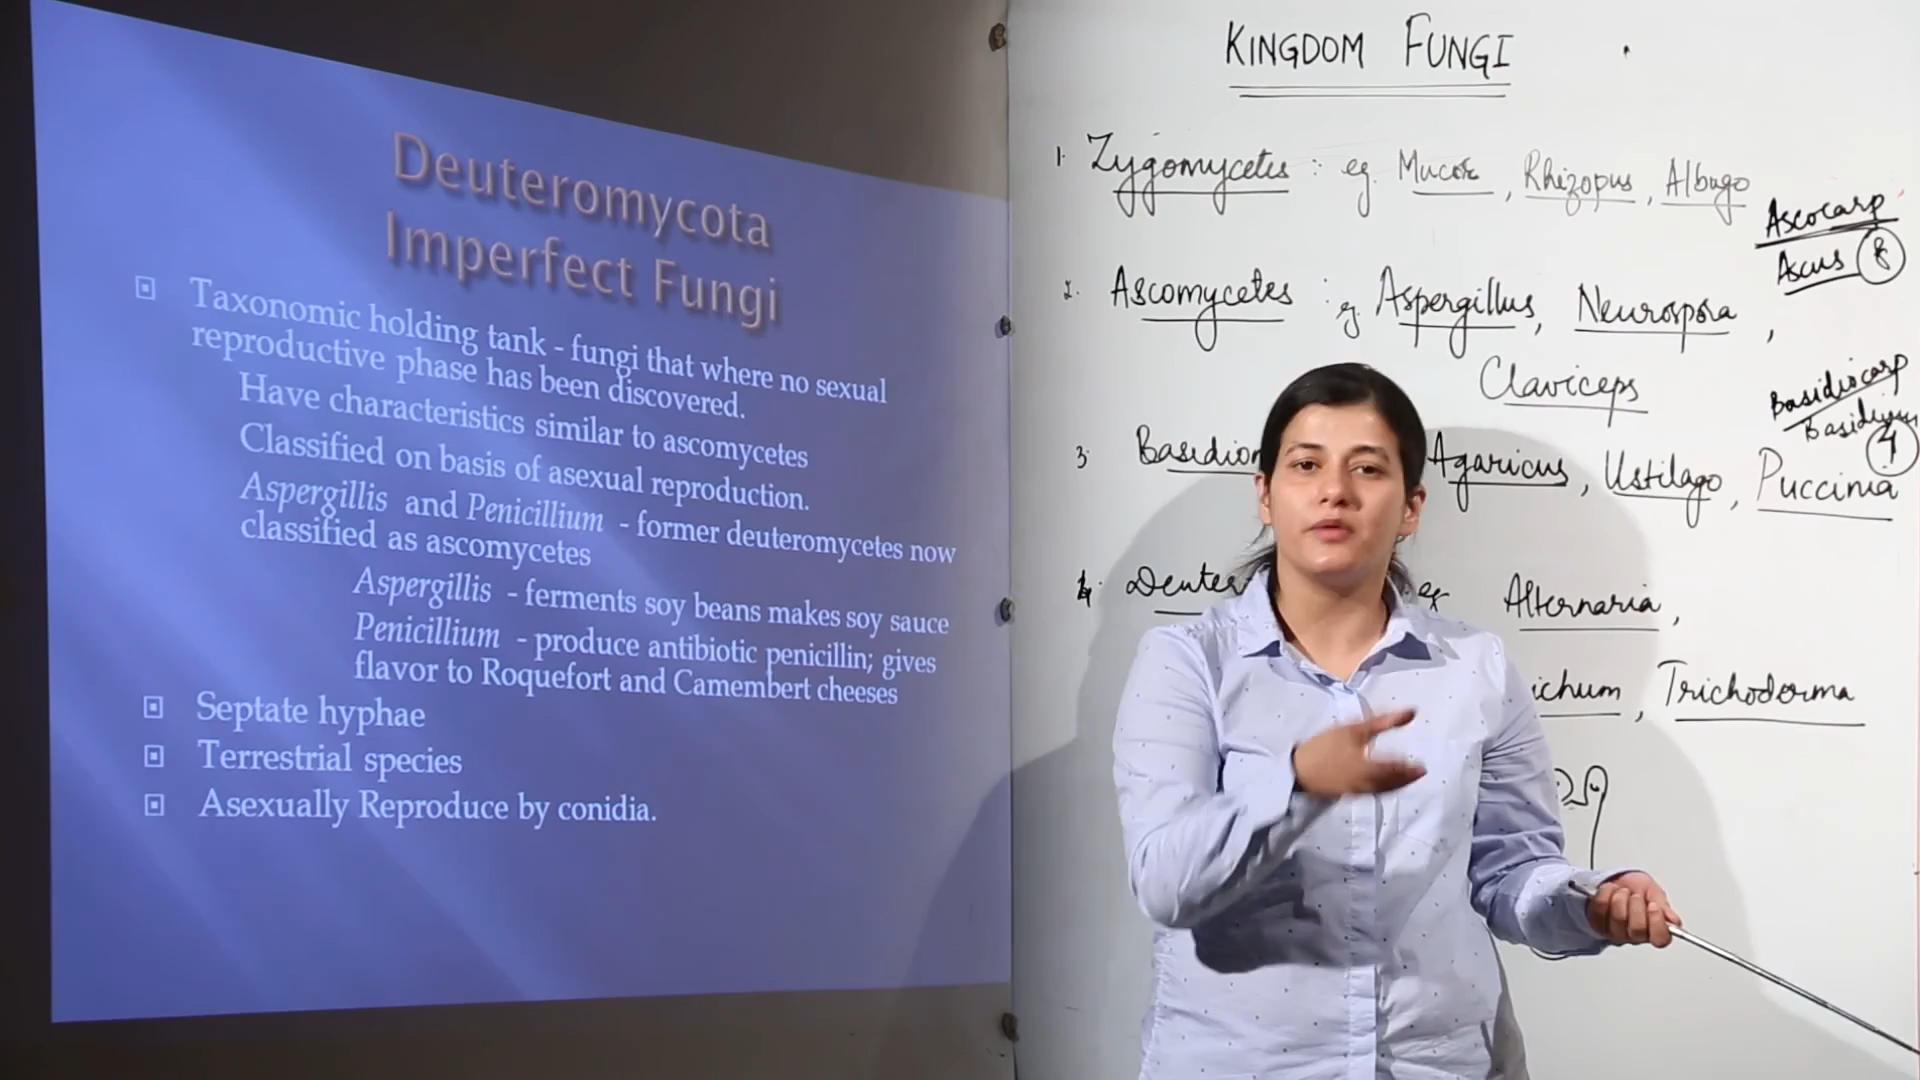 Deuteromycota
Imperfect Fungi
Taxonomic holding tank - fungi that where no sexual
reproductive phase has been discovered.
Have characteristics similar to ascomycetes
Classified on basis of asexual reproduction.
Aspergillis and Penicillium - former deuteromycetes now
classified as ascomycetes
Aspergillis - ferments soy beans makes soy sauce
Penicillium - produce antibiotic penicillin; gives
flavor to Roquefort and Camembert cheeses
Septate hyphae
Terrestrial species
Asexually Reproduce by conidia.
KINGDOM FUNGI
1. Zygomycetes : eg. Mucor, Rhizopus, Albugo
Ascocarp
Ascus 8
2. Ascomycetes : eg. Aspergillus, Neurospora,
Claviceps
Basidiocarp
Basidium
4
3. Agaricus, Ustilago, Puccinia
4. eg Alternaria,
Trichoderma